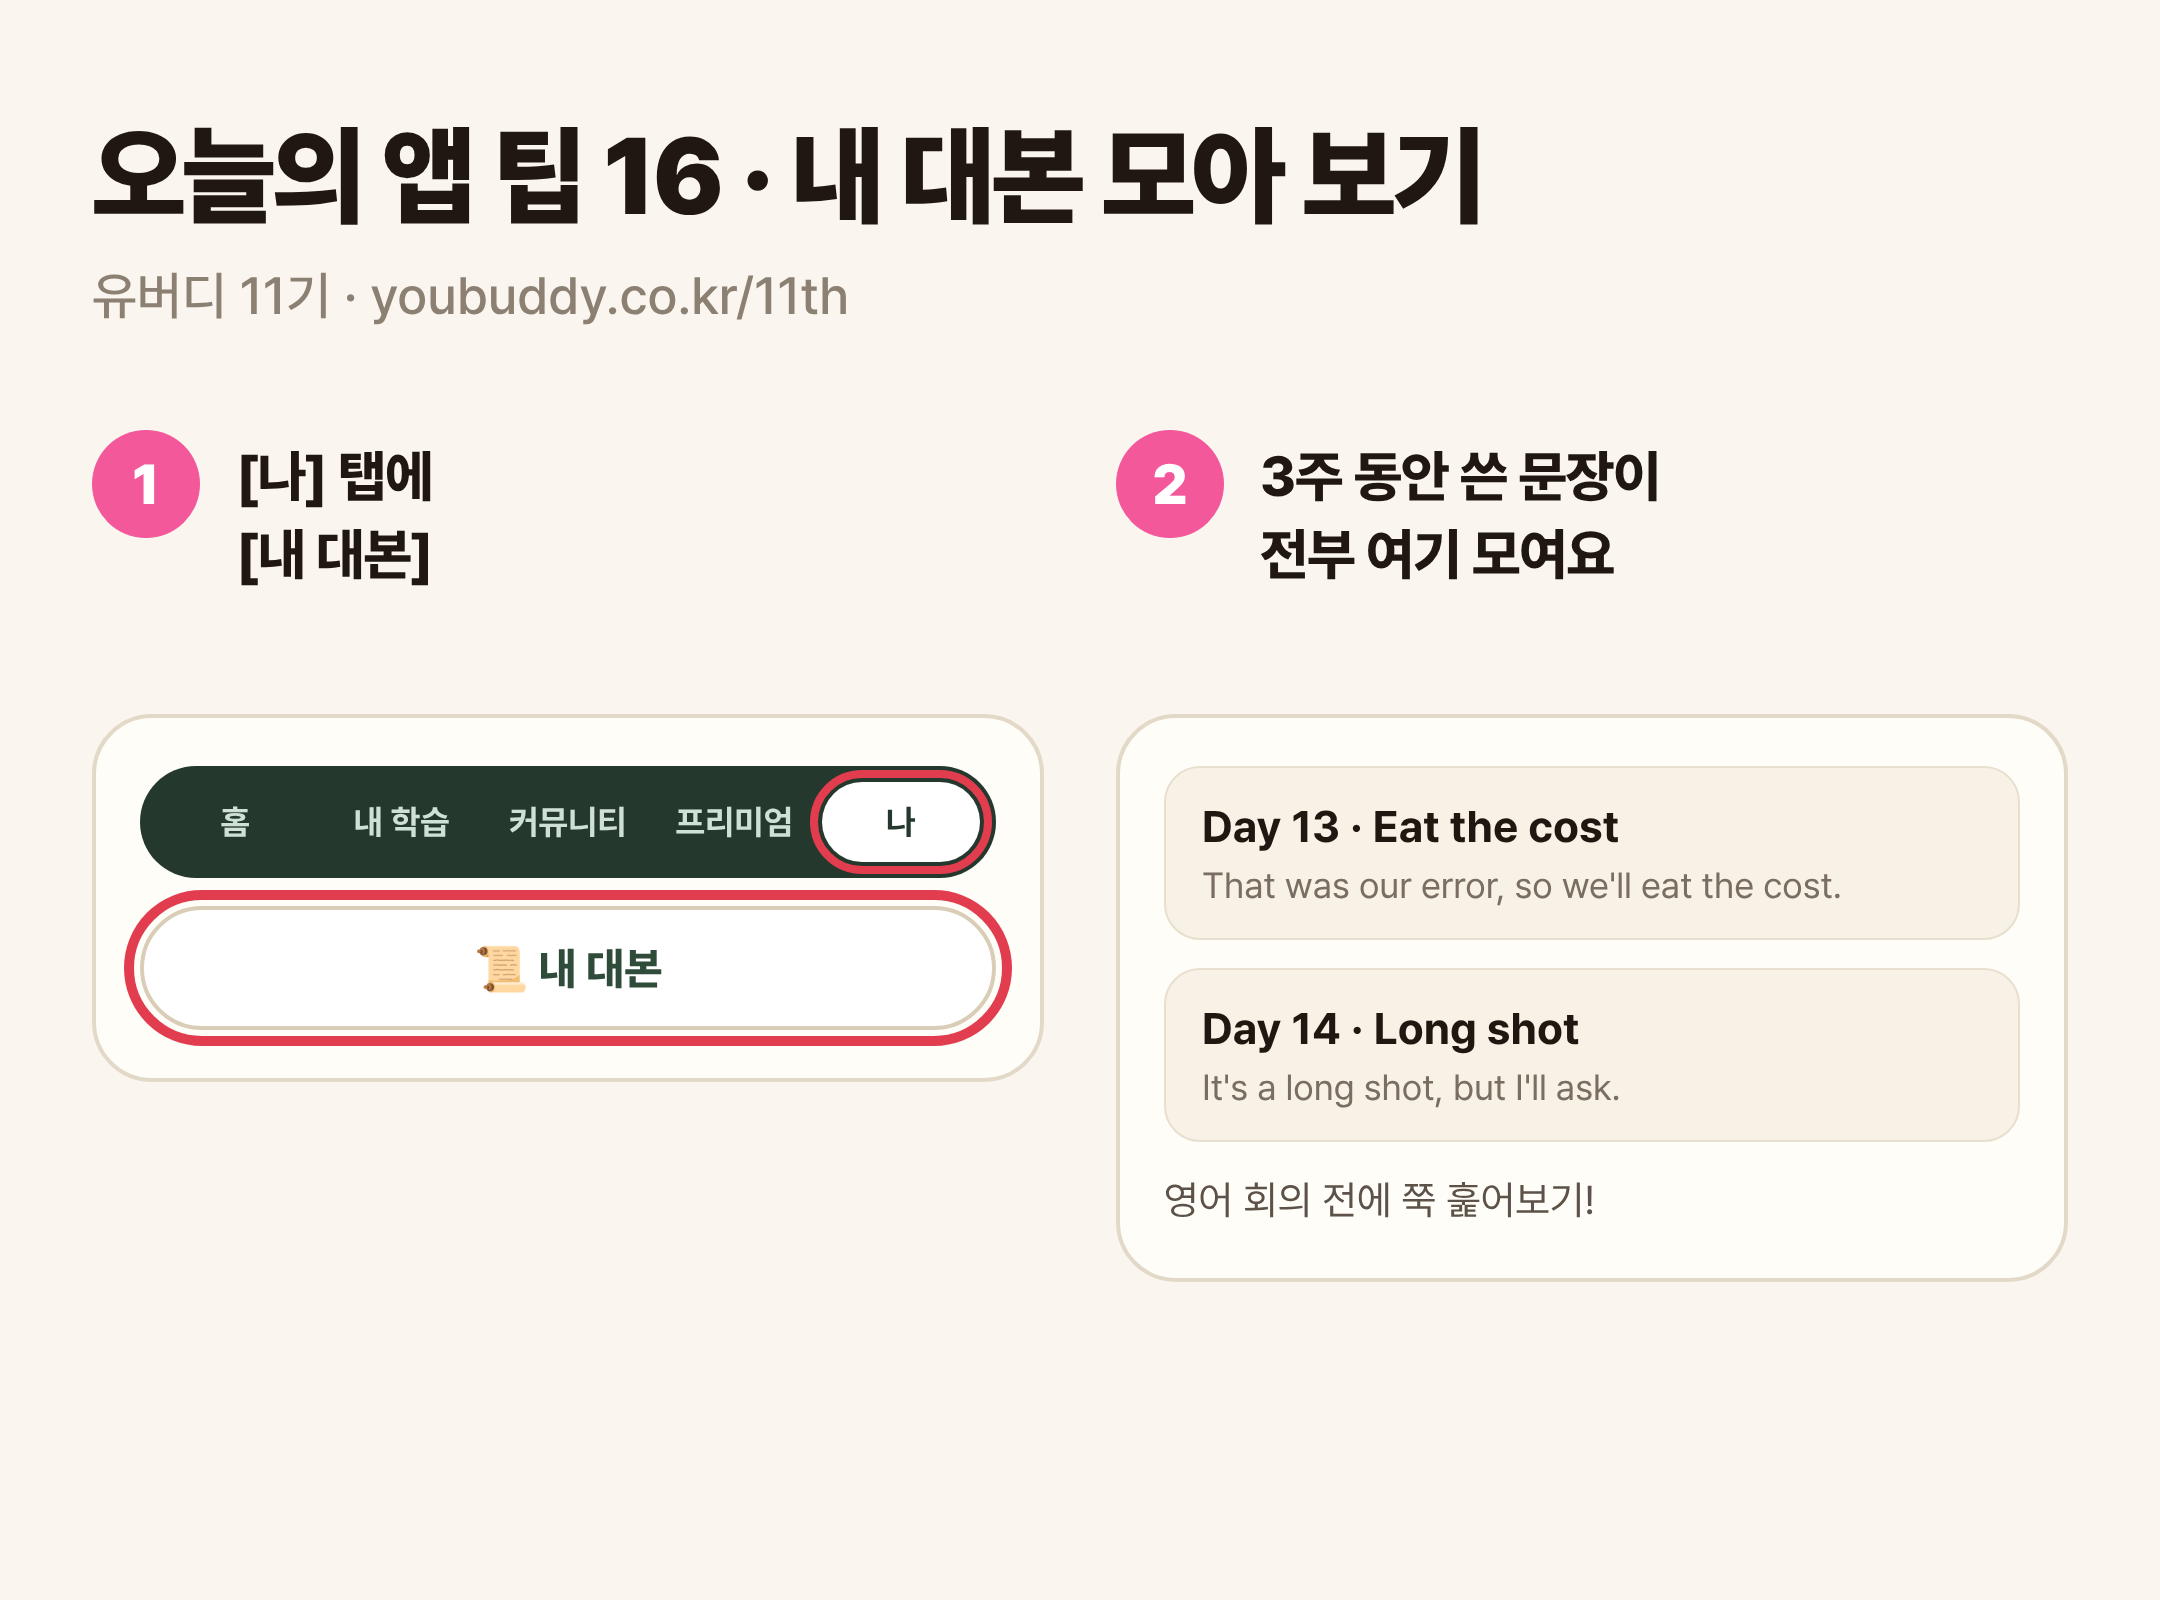 오늘의 앱 팁 16 · 내 대본 모아 보기
유버디 11기 · youbuddy.co.kr/11th
1
[나] 탭에
[내 대본]
홈 내 학습 커뮤니티 프리미엄 나
📜 내 대본
2
3주 동안 쓴 문장이
전부 여기 모여요
Day 13 · Eat the cost
That was our error, so we'll eat the cost.
Day 14 · Long shot
It's a long shot, but I'll ask.
영어 회의 전에 쭉 훑어보기!